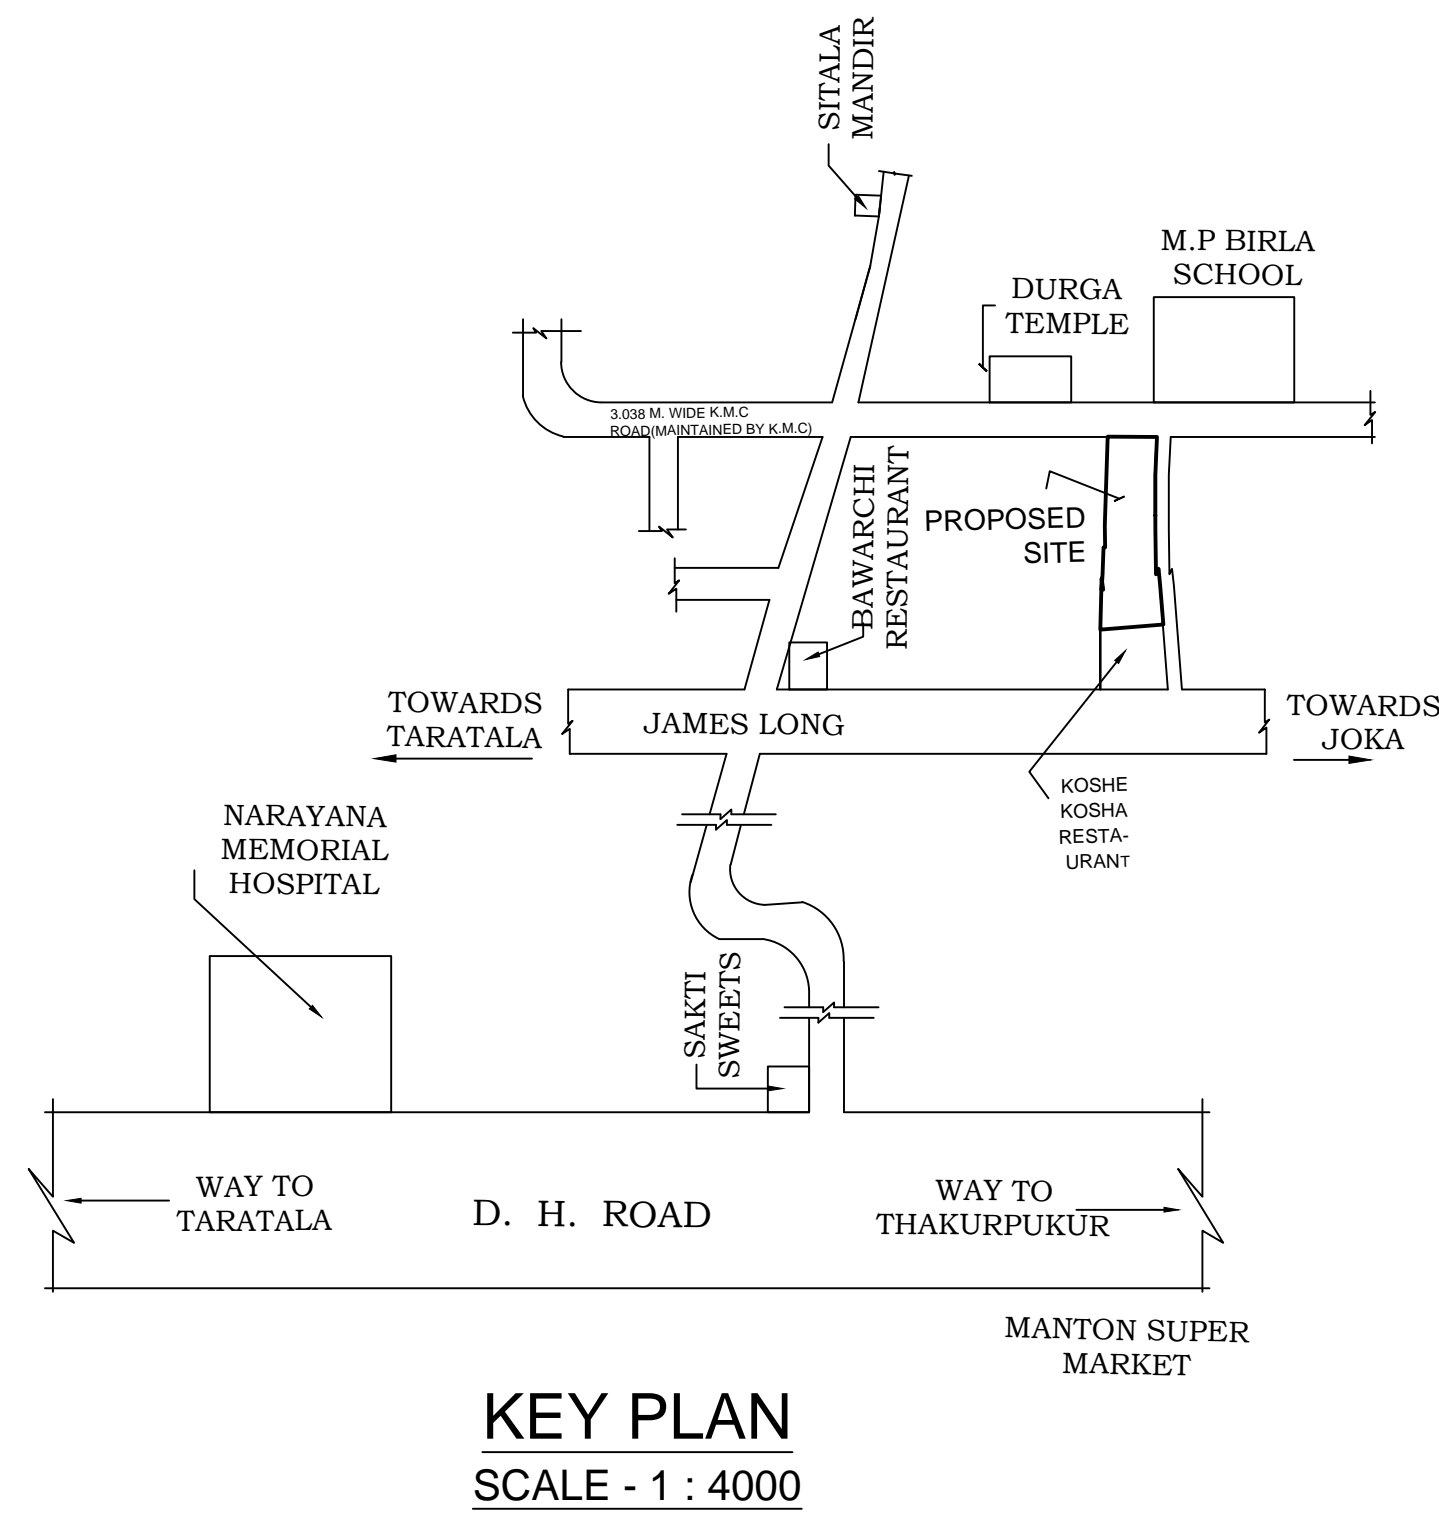 SITALA
MANDIR
M.P BIRLA
SCHOOL
DURGA
TEMPLE
3.038 M. WIDE K.M.C
ROAD(MAINTAINED BY K.M.C)
BAWARCHI
RESTAURANT
PROPOSED
SITE
TOWARDS
TARATALA
JAMES LONG
TOWARDS
JOKA
KOSHE
KOSHA
RESTA-
URANT
NARAYANA
MEMORIAL
HOSPITAL
SAKTI
SWEETS
WAY TO
TARATALA
D. H. ROAD
WAY TO
THAKURPUKUR
MANTON SUPER
MARKET
KEY PLAN
SCALE - 1 : 4000